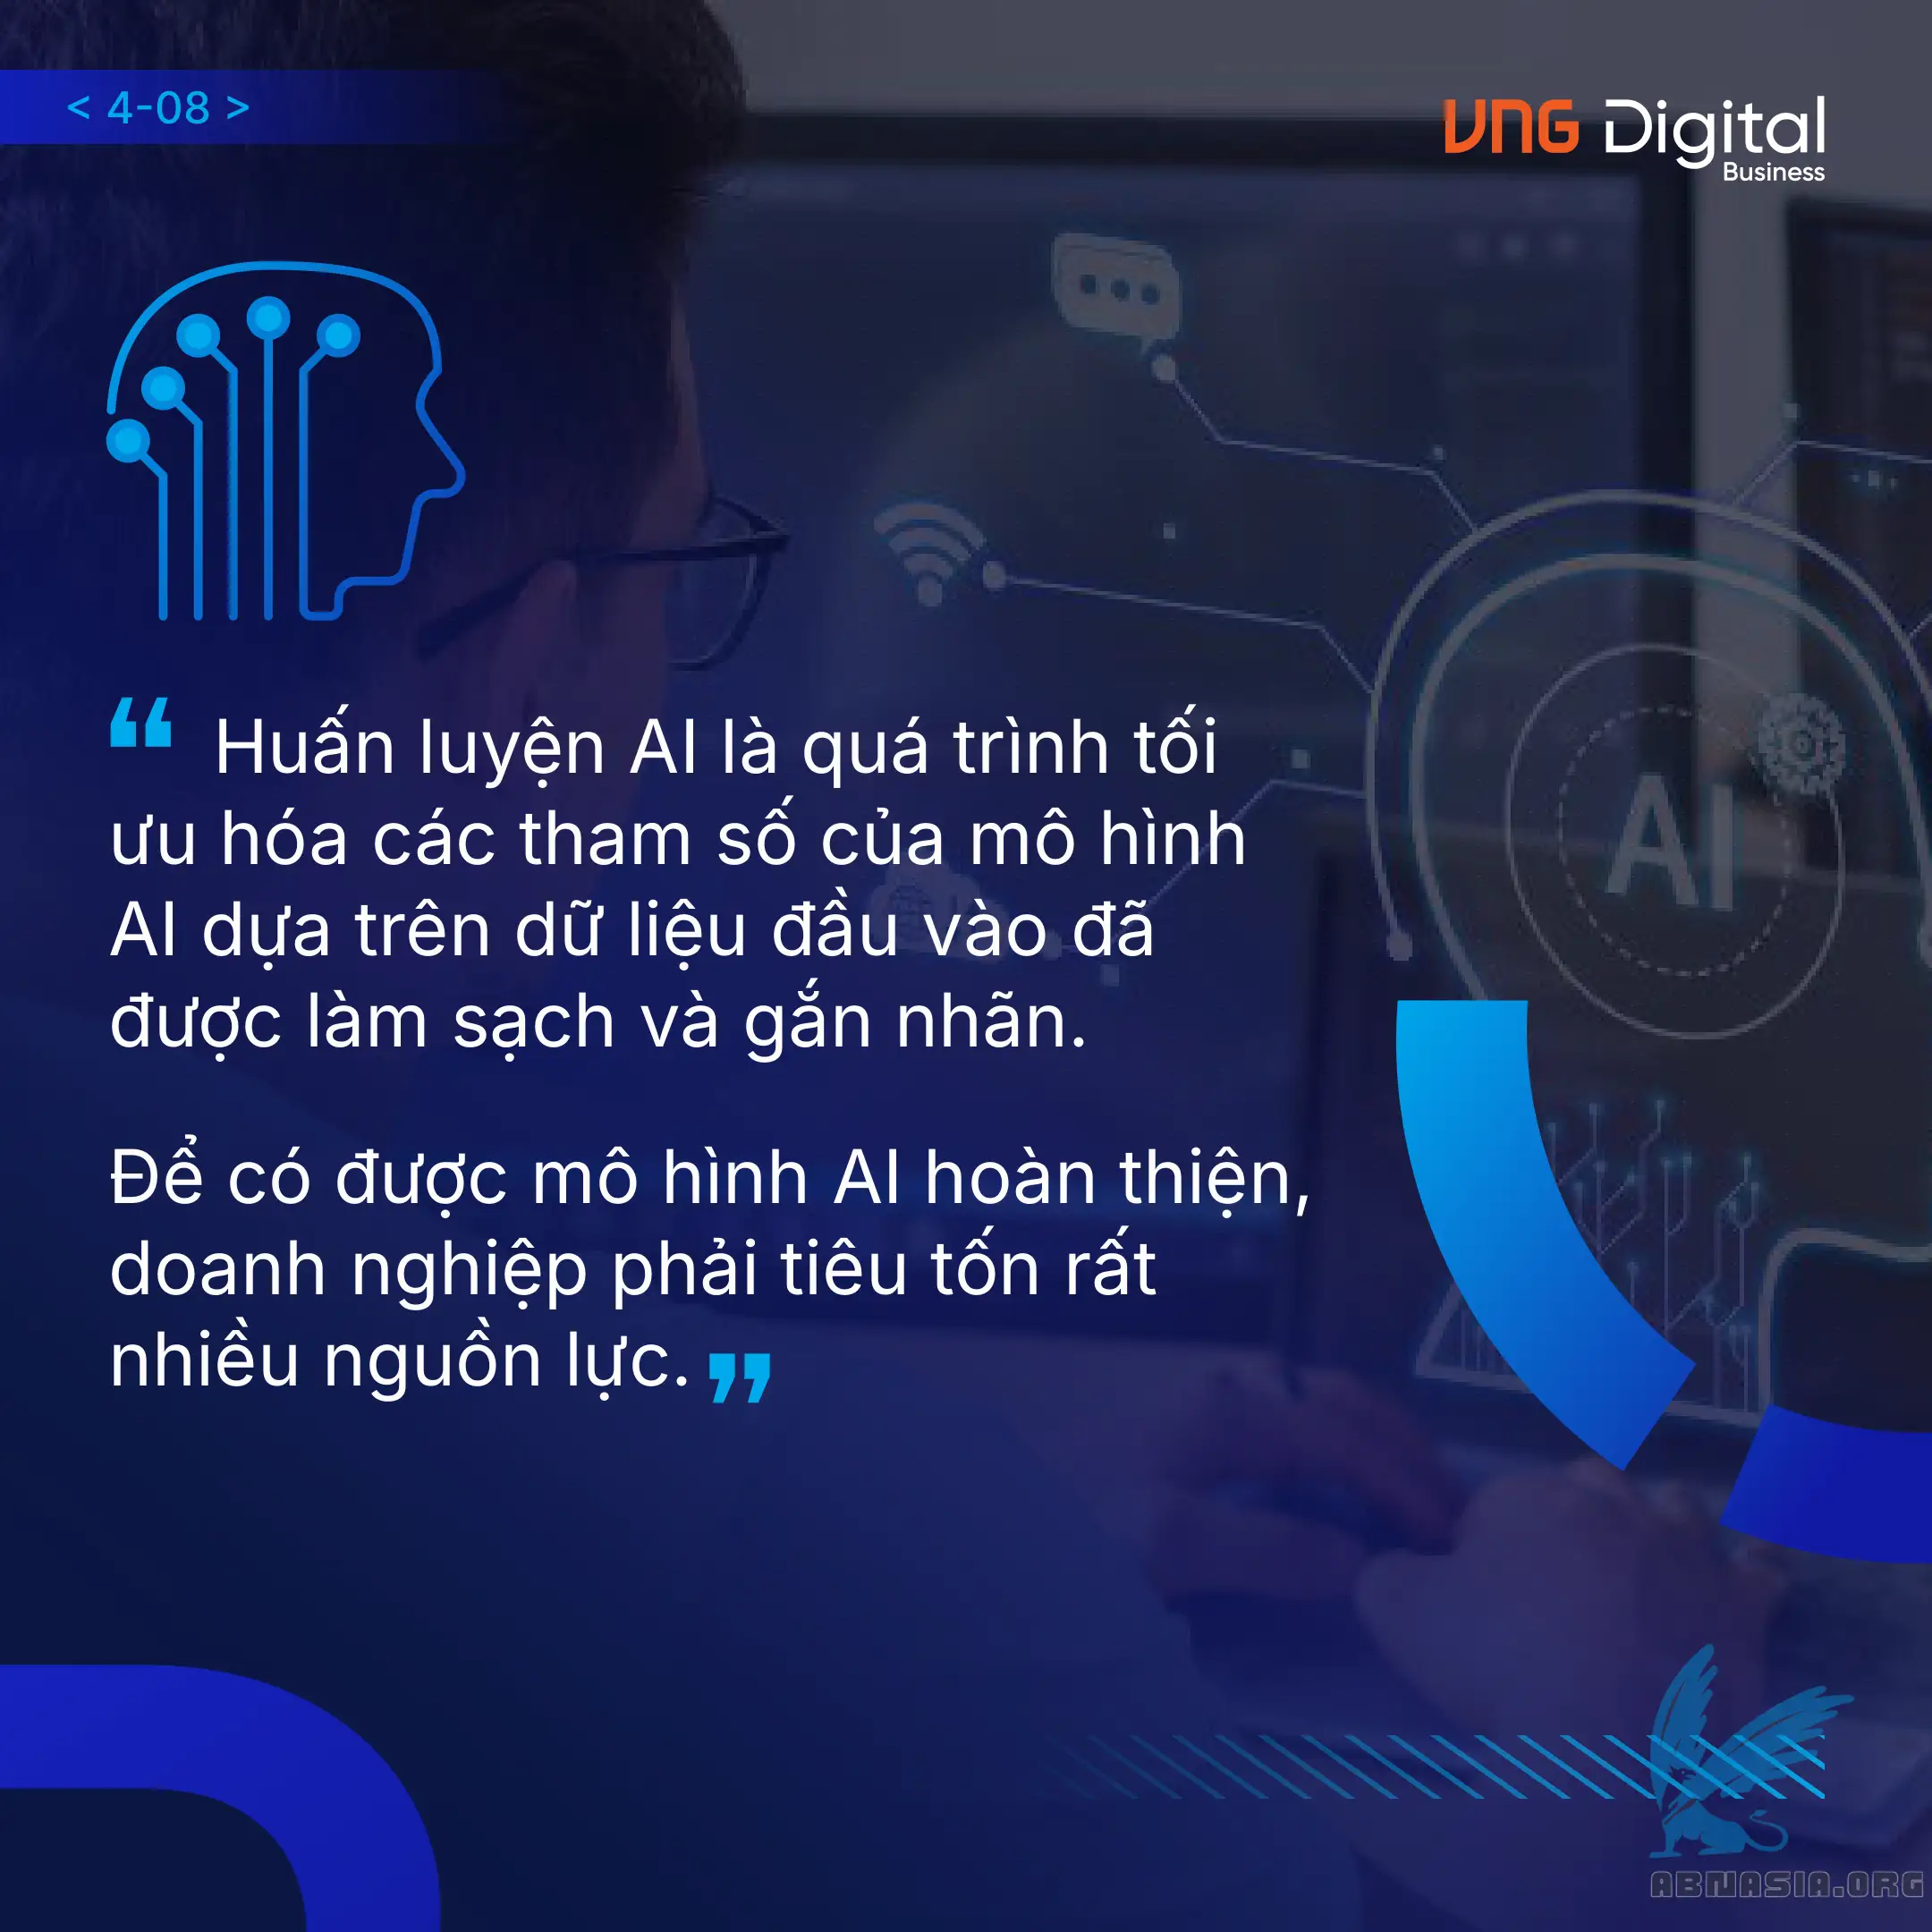 < 4-08 >
VNG Digital
Business
AI
“ Huấn luyện AI là quá trình tối
ưu hóa các tham số của mô hình
AI dựa trên dữ liệu đầu vào đã
được làm sạch và gắn nhãn.
Để có được mô hình AI hoàn thiện,
doanh nghiệp phải tiêu tốn rất
nhiều nguồn lực. ”
ABNASIA.ORG